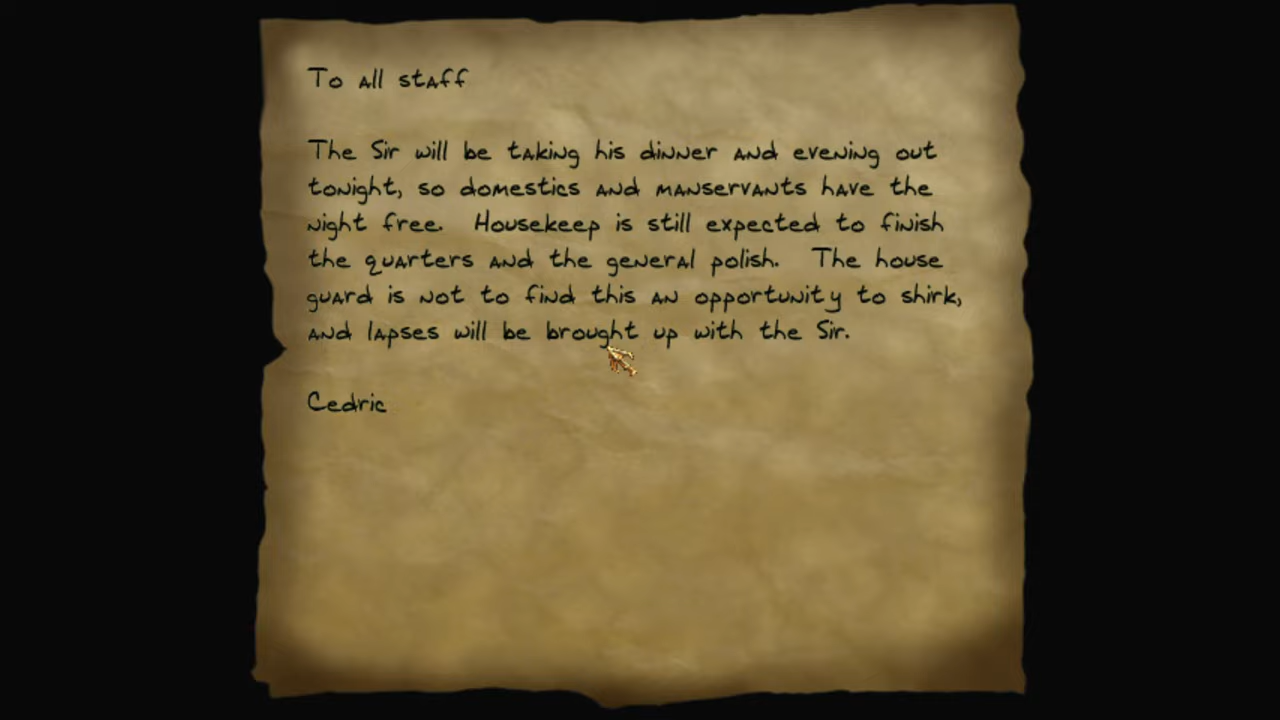 To all staff
The Sir will be taking his dinner and evening out
tonight, so domestics and manservants have the
night free.  Housekeep is still expected to finish
the quarters and the general polish.  The house
guard is not to find this an opportunity to shirk,
and lapses will be brought up with the Sir.
Cedric